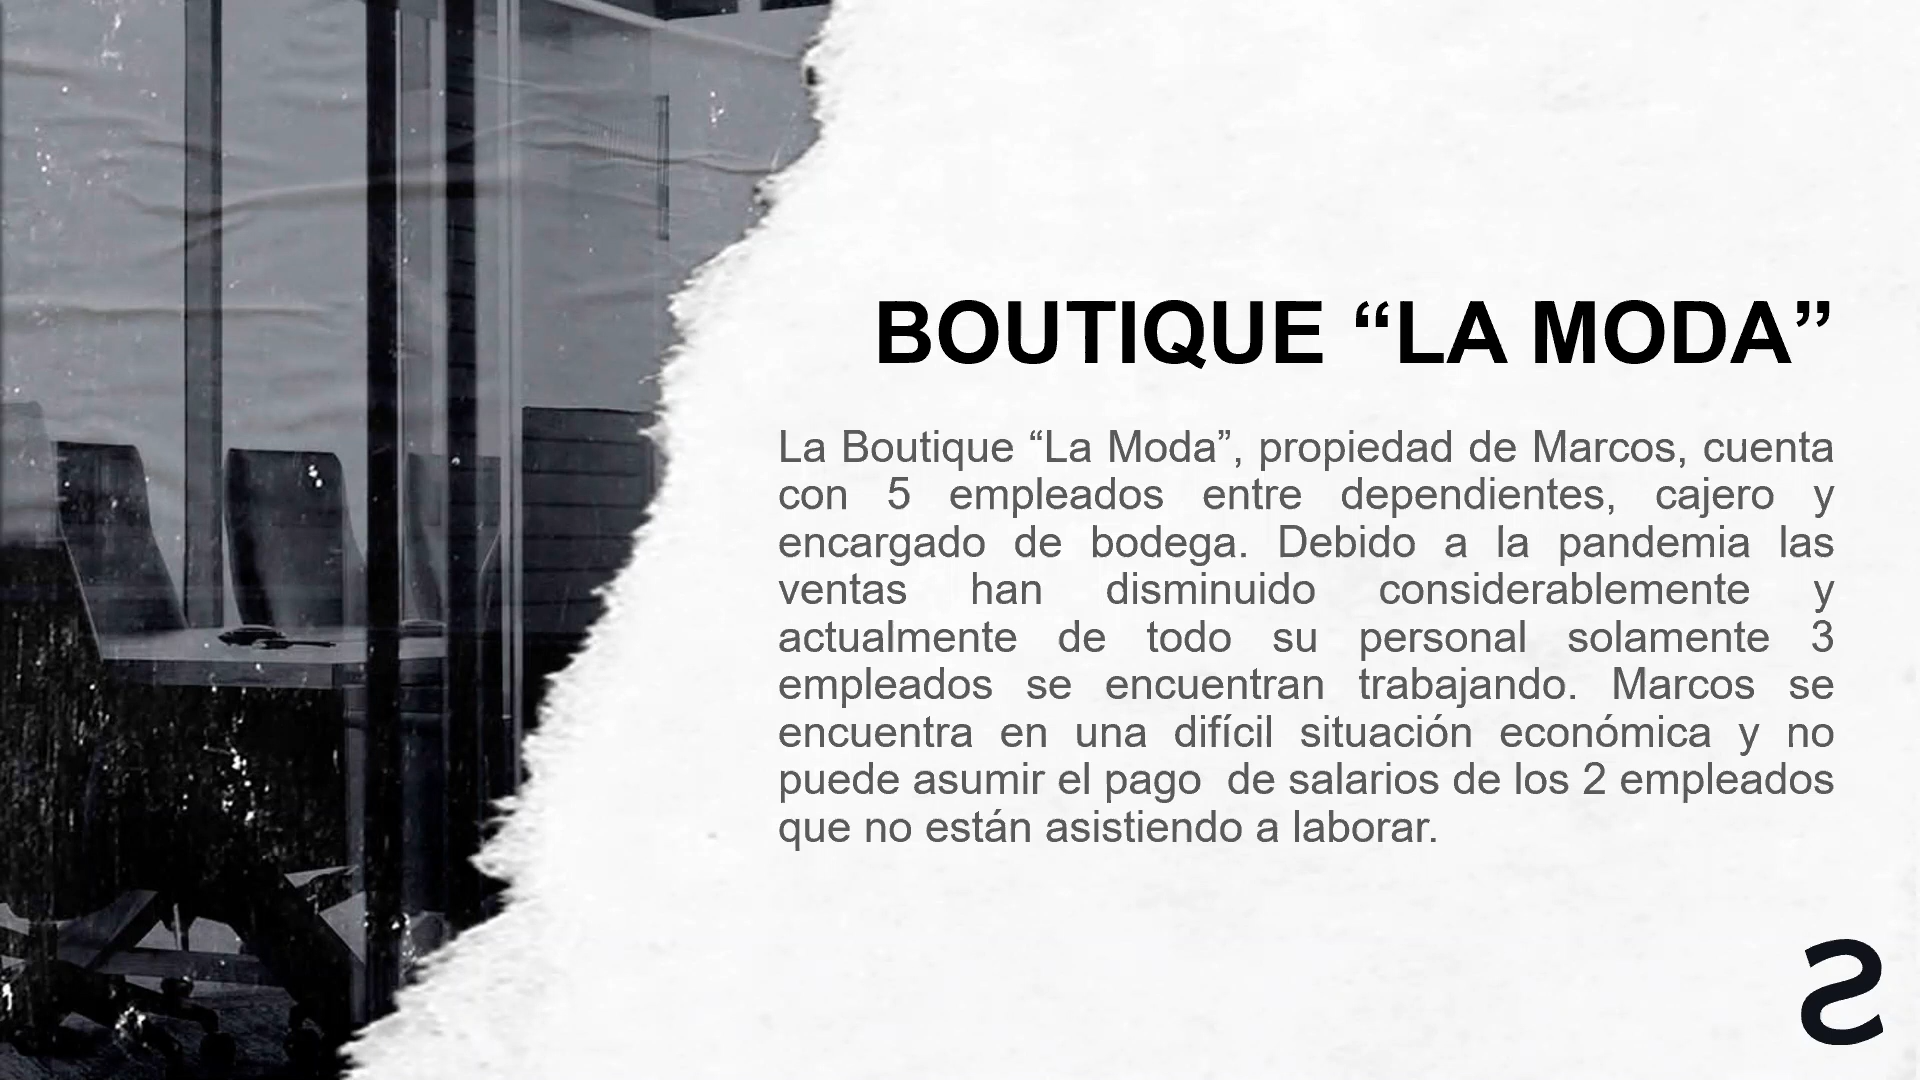 BOUTIQUE “LA MODA”
La Boutique “La Moda”, propiedad de Marcos, cuenta
con 5 empleados entre dependientes, cajero y
encargado de bodega. Debido a la pandemia las
ventas han disminuido considerablemente y
actualmente de todo su personal solamente 3
empleados se encuentran trabajando. Marcos se
encuentra en una difícil situación económica y no
puede asumir el pago  de salarios de los 2 empleados
que no están asistiendo a laborar.